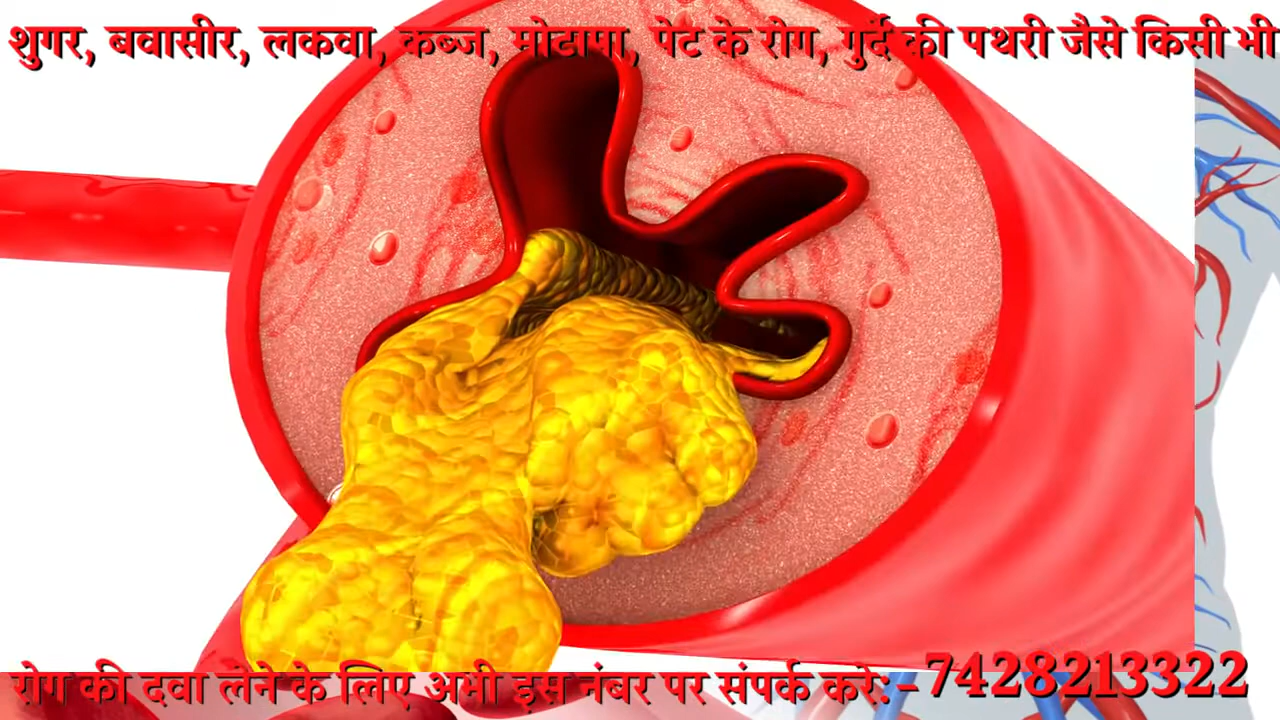 शुगर, बवासीर, लकवा, कब्ज, मोटापा, पेट के रोग, गुर्दे की पथरी जैसे किसी भी
रोग की दवा लेने के लिए अभी इस नंबर पर संपर्क करे:-7428213322